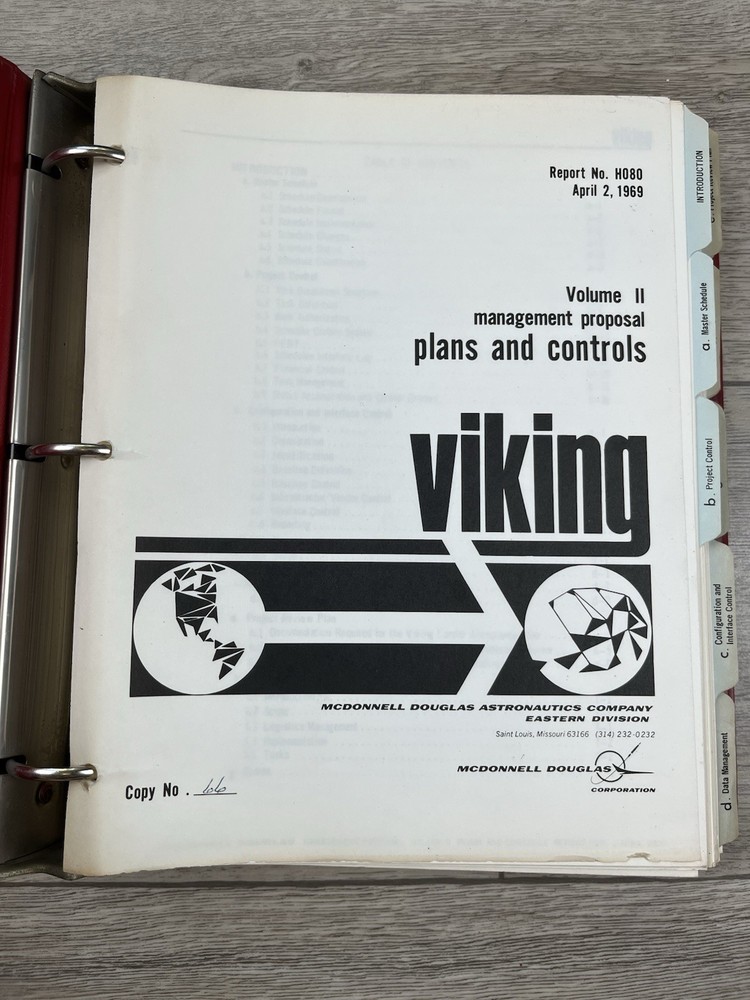 Report No. H080
April 2, 1969
Volume II
management proposal
plans and controls
viking
MCDONNELL DOUGLAS ASTRONAUTICS COMPANY
EASTERN DIVISION
Saint Louis, Missouri 63166 (314) 232-0232
MCDONNELL DOUGLAS
CORPORATION
Copy No. 66
INTRODUCTION
a. Master Schedule
b. Project Control
c. Configuration and
Interface Control
d. Data Management